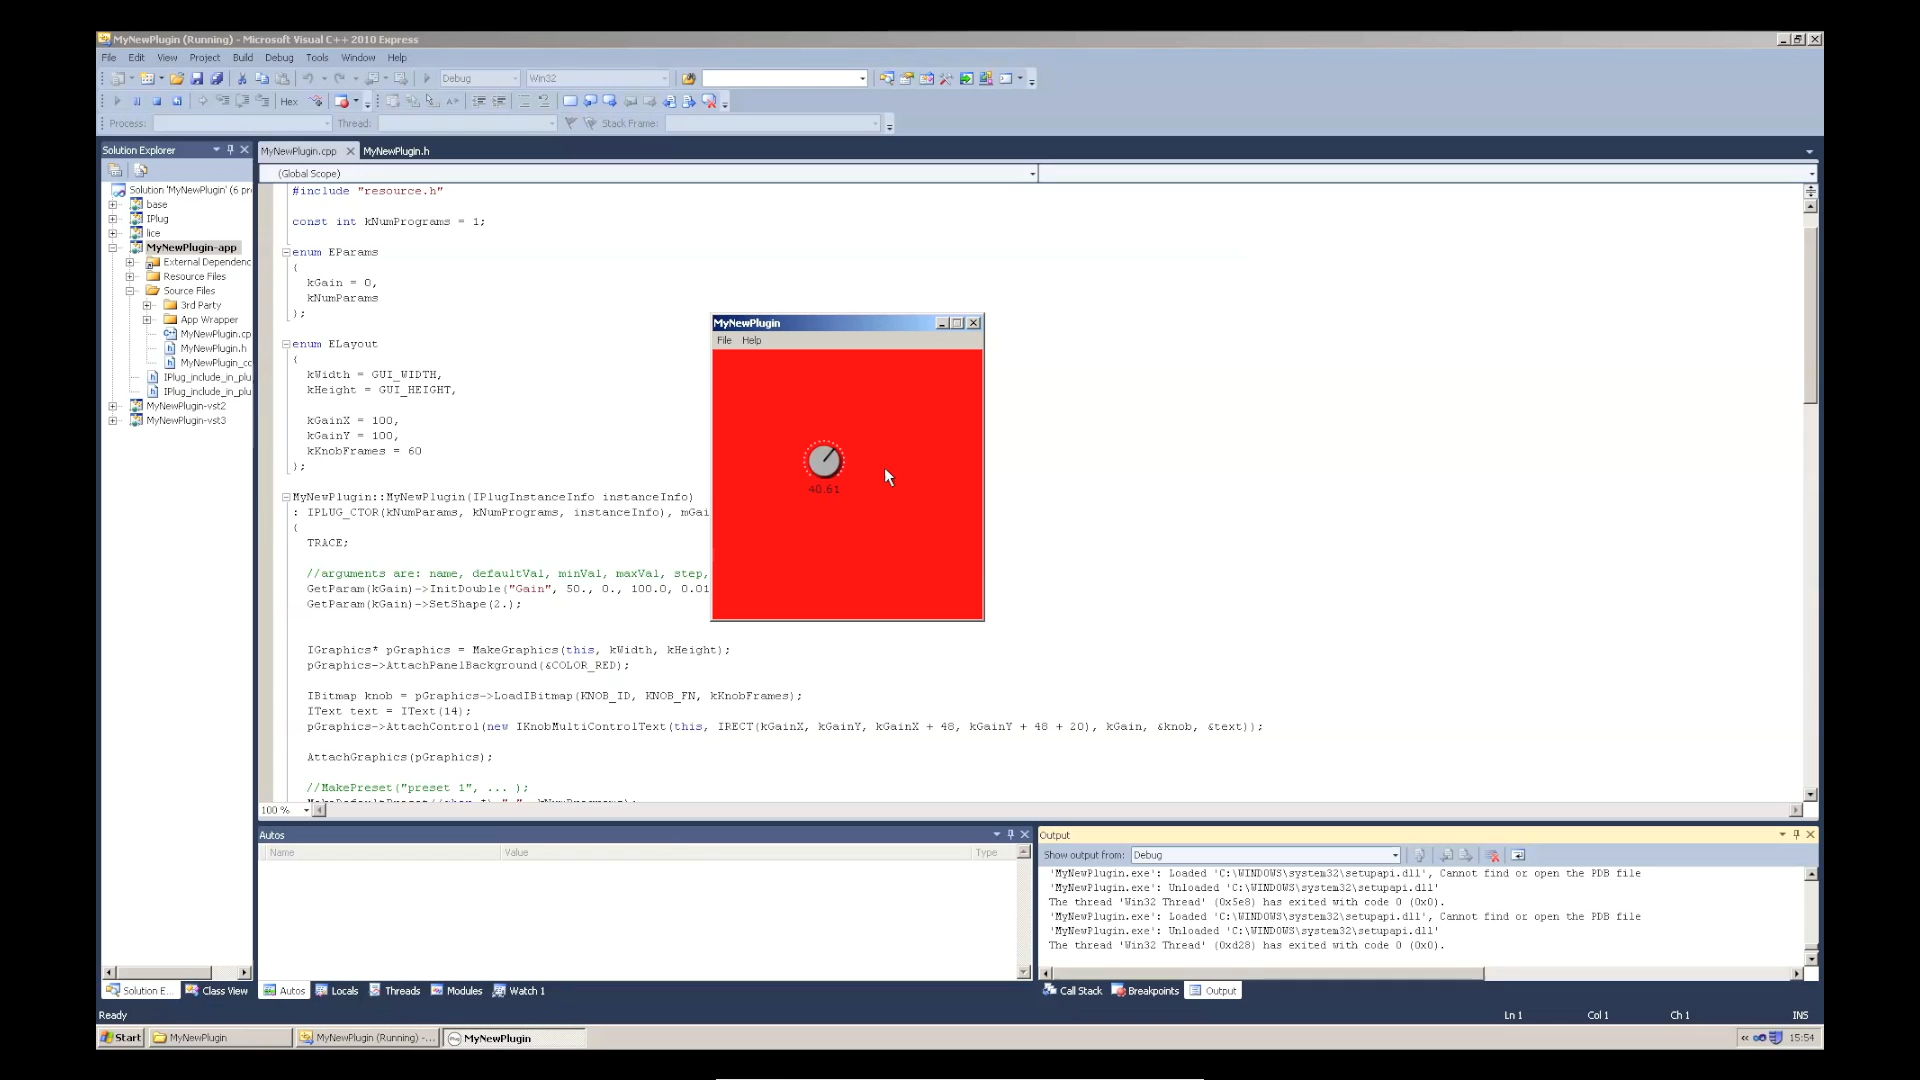 MyNewPlugin (Running) - Microsoft Visual C++ 2010 Express
File Edit View Project Build Debug Tools Window Help
Debug Win32
Hex
Process: Thread: Stack Frame:
Solution Explorer
MyNewPlugin.cpp MyNewPlugin.h
(Global Scope)
Solution 'MyNewPlugin' (6 pr
base
IPlug
lice
MyNewPlugin-app
External Dependenc
Resource Files
Source Files
3rd Party
App Wrapper
MyNewPlugin.cp
MyNewPlugin.h
MyNewPlugin_cc
IPlug_include_in_plu
IPlug_include_in_plu
MyNewPlugin-vst2
MyNewPlugin-vst3
#include "resource.h"
const int kNumPrograms = 1;
enum EParams
{
kGain = 0,
kNumParams
};
enum ELayout
{
kWidth = GUI_WIDTH,
kHeight = GUI_HEIGHT,
kGainX = 100,
kGainY = 100,
kKnobFrames = 60
};
MyNewPlugin::MyNewPlugin(IPlugInstanceInfo instanceInfo)
: IPLUG_CTOR(kNumParams, kNumPrograms, instanceInfo), mGai
{
TRACE;
//arguments are: name, defaultVal, minVal, maxVal, step,
GetParam(kGain)->InitDouble("Gain", 50., 0., 100.0, 0.01
GetParam(kGain)->SetShape(2.);
IGraphics* pGraphics = MakeGraphics(this, kWidth, kHeight);
pGraphics->AttachPanelBackground(&COLOR_RED);
IBitmap knob = pGraphics->LoadIBitmap(KNOB_ID, KNOB_FN, kKnobFrames);
IText text = IText(14);
pGraphics->AttachControl(new IKnobMultiControlText(this, IRECT(kGainX, kGainY, kGainX + 48, kGainY + 48 + 20), kGain, &knob, &text));
AttachGraphics(pGraphics);
//MakePreset("preset 1", ... );
MyNewPlugin
File Help
40.61
100 %
Autos
Name Value Type
Output
Show output from: Debug
'MyNewPlugin.exe': Loaded 'C:\WINDOWS\system32\setupapi.dll', Cannot find or open the PDB file
'MyNewPlugin.exe': Unloaded 'C:\WINDOWS\system32\setupapi.dll'
The thread 'Win32 Thread' (0x5e8) has exited with code 0 (0x0).
'MyNewPlugin.exe': Loaded 'C:\WINDOWS\system32\setupapi.dll', Cannot find or open the PDB file
'MyNewPlugin.exe': Unloaded 'C:\WINDOWS\system32\setupapi.dll'
The thread 'Win32 Thread' (0xd28) has exited with code 0 (0x0).
Solution E... Class View Autos Locals Threads Modules Watch 1 Call Stack Breakpoints Output
Ready Ln 1 Col 1 Ch 1 INS
Start MyNewPlugin MyNewPlugin (Running) -... MyNewPlugin 15:54